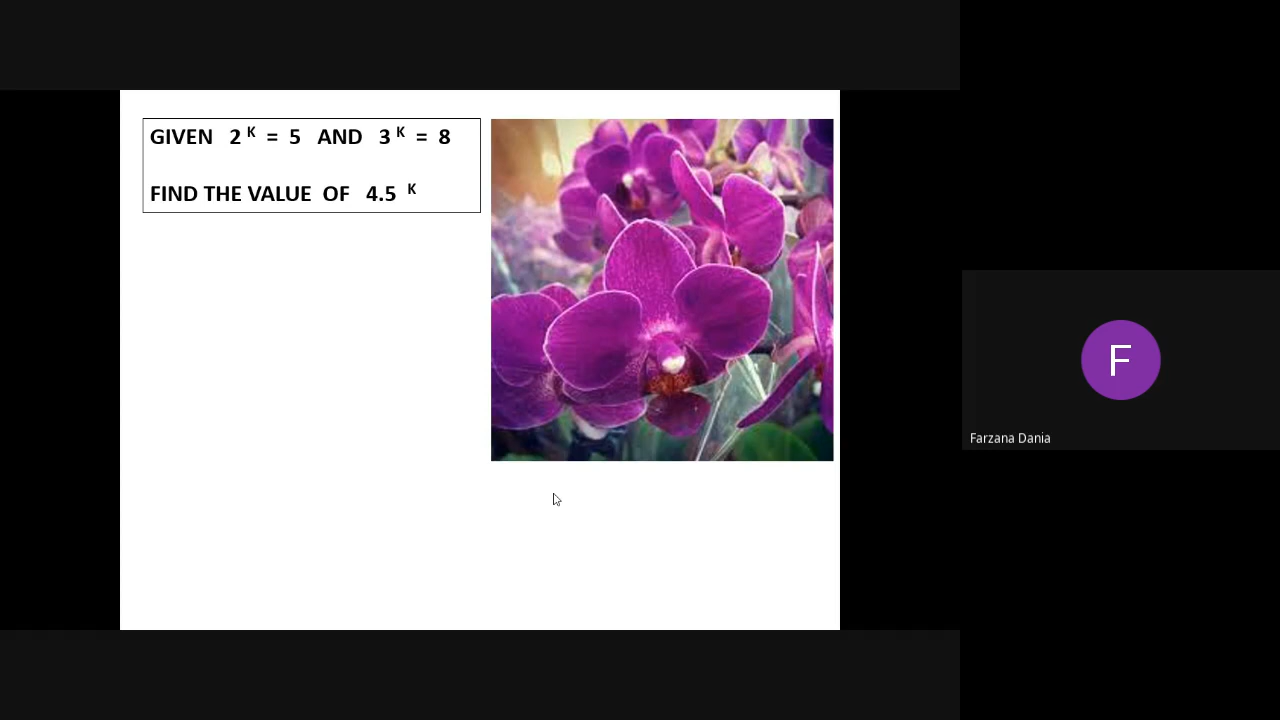 GIVEN 2 ᴷ = 5 AND 3 ᴷ = 8
FIND THE VALUE OF 4.5 ᴷ
F
Farzana Dania